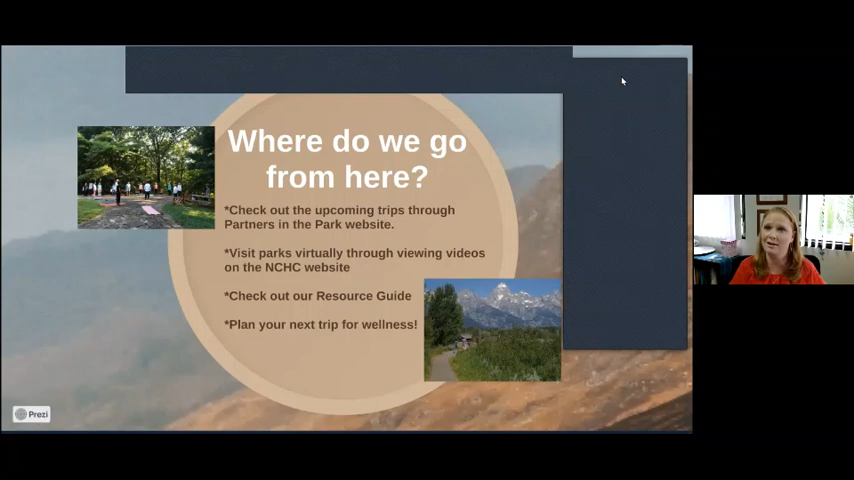 Where do we go
from here?
*Check out the upcoming trips through
Partners in the Park website.
*Visit parks virtually through viewing videos
on the NCHC website
*Check out our Resource Guide
*Plan your next trip for wellness!
Prezi